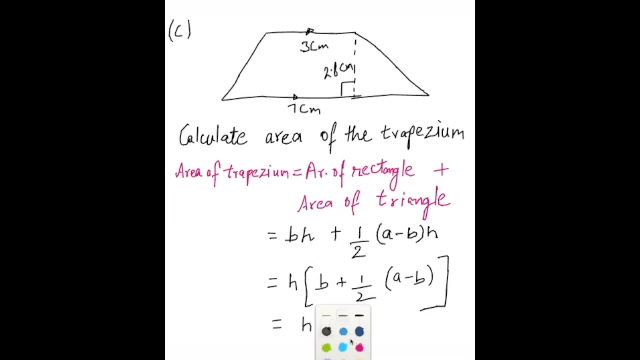 (c)
3cm
2.8cm
7cm
Calculate area of the trapezium
Area of trapezium = Ar. of rectangle +
Area of triangle
= bh + 1/2 (a-b)h
= h[b + 1/2 (a-b)]
= h